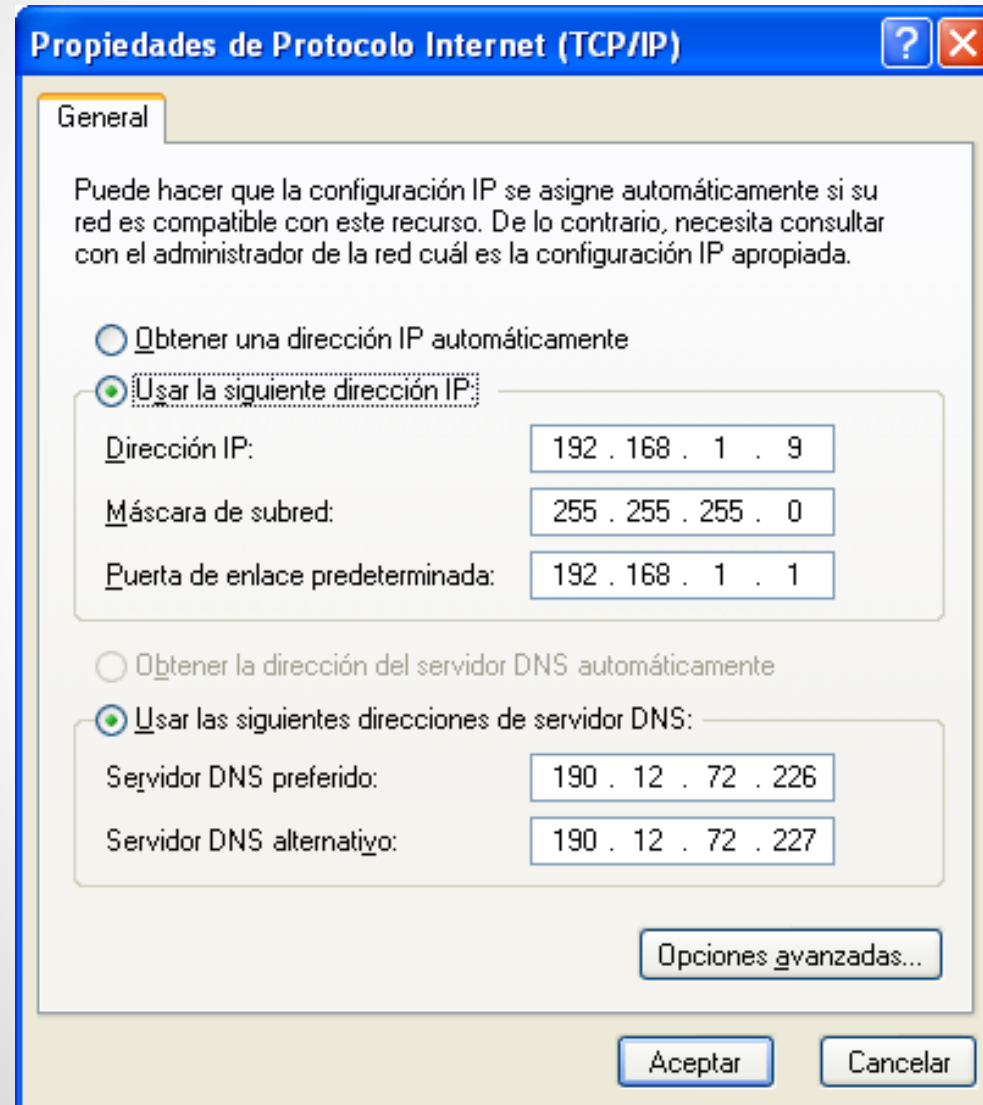 Propiedades de Protocolo Internet (TCP/IP)
General
Puede hacer que la configuración IP se asigne automáticamente si su
red es compatible con este recurso. De lo contrario, necesita consultar
con el administrador de la red cuál es la configuración IP apropiada.
Obtener una dirección IP automáticamente
Usar la siguiente dirección IP:
Dirección IP: 192 . 168 . 1 . 9
Máscara de subred: 255 . 255 . 255 . 0
Puerta de enlace predeterminada: 192 . 168 . 1 . 1
Obtener la dirección del servidor DNS automáticamente
Usar las siguientes direcciones de servidor DNS:
Servidor DNS preferido: 190 . 12 . 72 . 226
Servidor DNS alternativo: 190 . 12 . 72 . 227
Opciones avanzadas...
Aceptar Cancelar